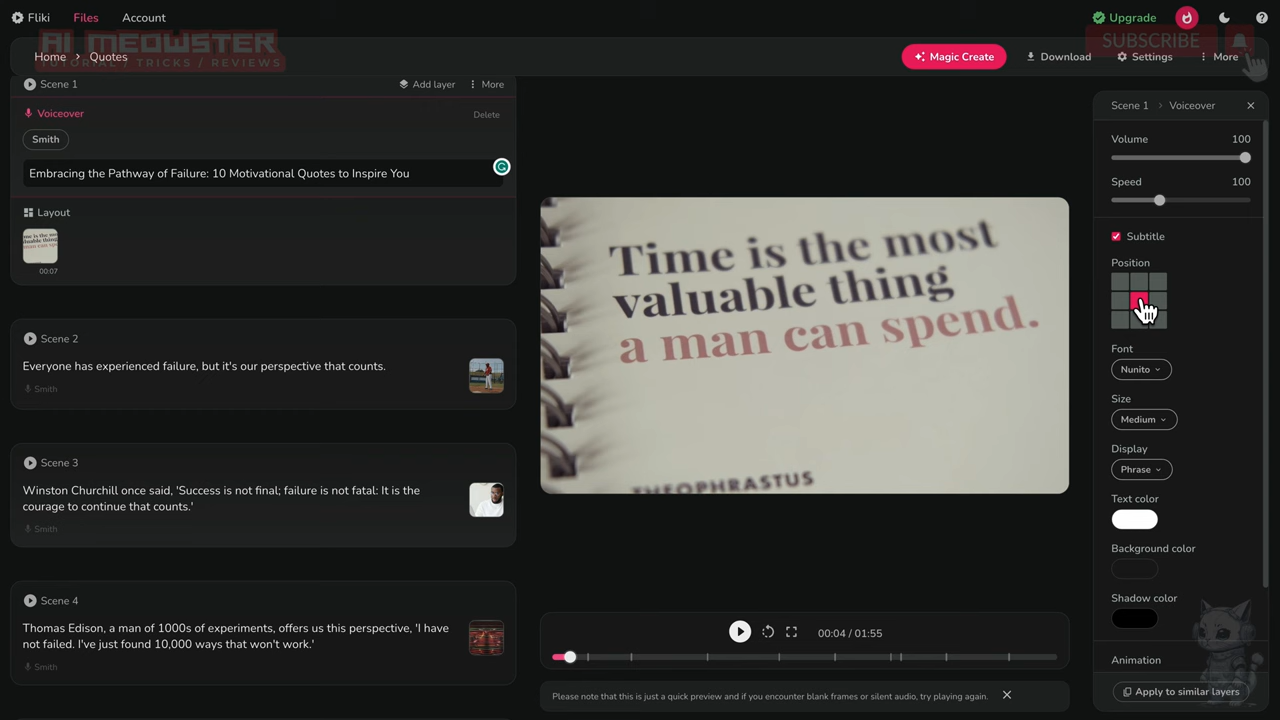 Fliki
Files
Account
Upgrade
AI MEOWSTER
TUTORIAL / TRICKS / REVIEWS
SUBSCRIBE
Home > Quotes
Magic Create
Download
Settings
More
Scene 1
Add layer
More
Voiceover
Delete
Smith
Embracing the Pathway of Failure: 10 Motivational Quotes to Inspire You
Layout
00:07
Scene 2
Everyone has experienced failure, but it's our perspective that counts.
Smith
Scene 3
Winston Churchill once said, 'Success is not final; failure is not fatal: It is the
courage to continue that counts.'
Smith
Scene 4
Thomas Edison, a man of 1000s of experiments, offers us this perspective, 'I have
not failed. I've just found 10,000 ways that won't work.'
Smith
Time is the most
valuable thing
a man can spend.
THEOPHRASTUS
00:04 / 01:55
Please note that this is just a quick preview and if you encounter blank frames or silent audio, try playing again.
Scene 1 > Voiceover
Volume 100
Speed 100
Subtitle
Position
Font
Nunito
Size
Medium
Display
Phrase
Text color
Background color
Shadow color
Animation
Apply to similar layers